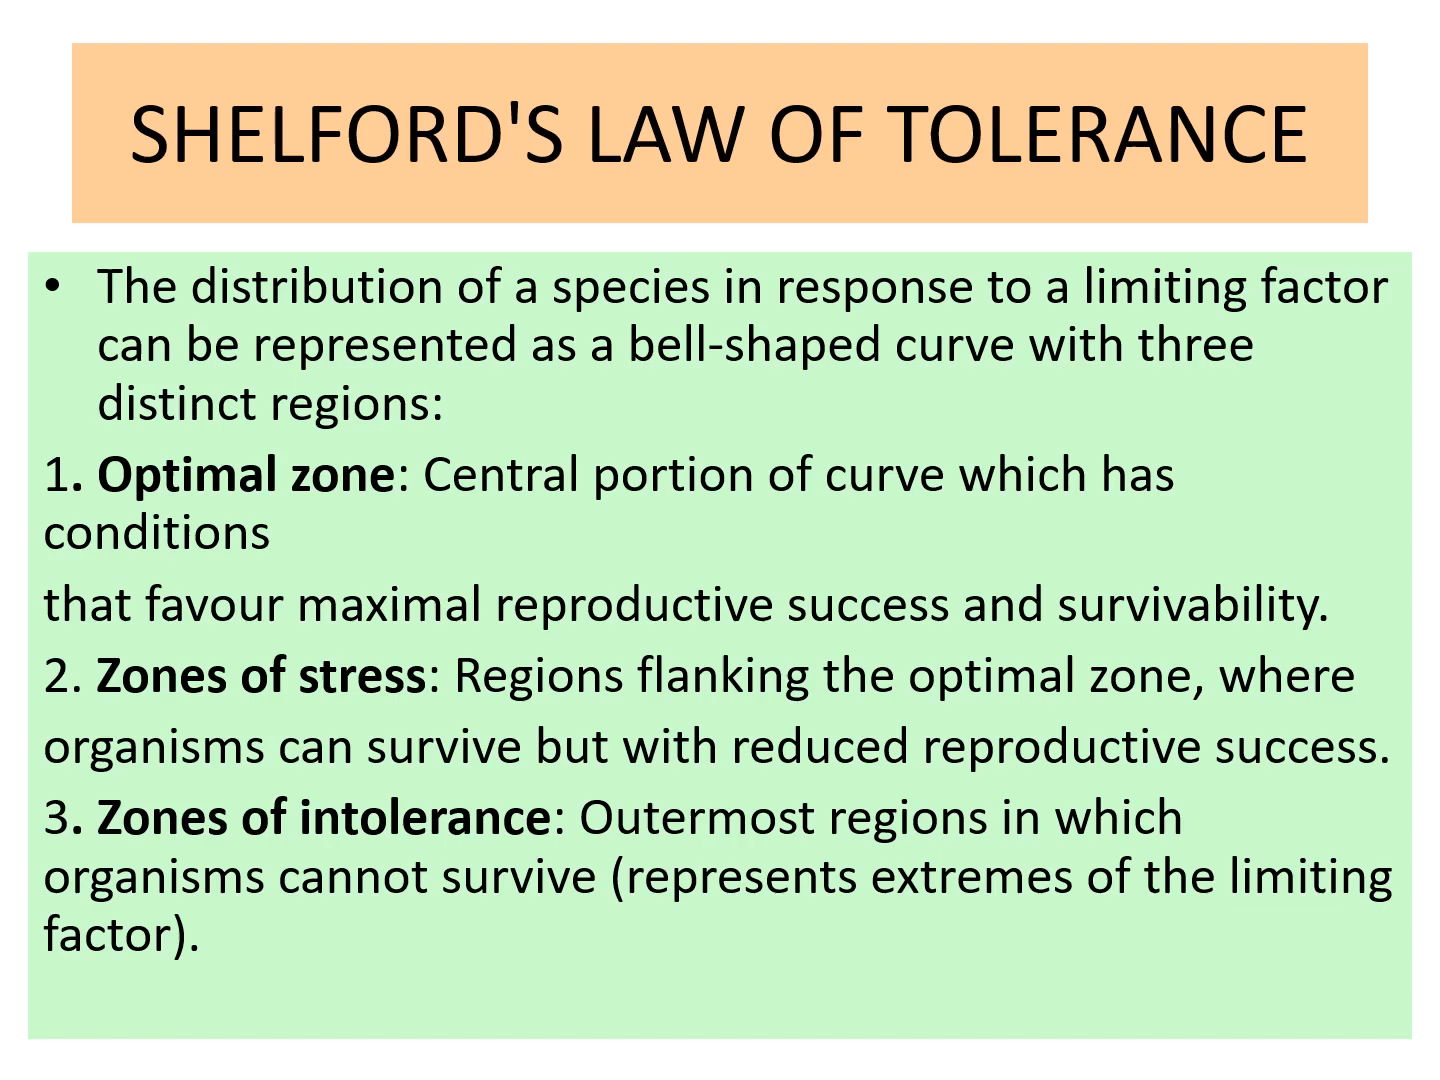 SHELFORD'S LAW OF TOLERANCE
• The distribution of a species in response to a limiting factor
can be represented as a bell-shaped curve with three
distinct regions:
1. Optimal zone: Central portion of curve which has
conditions
that favour maximal reproductive success and survivability.
2. Zones of stress: Regions flanking the optimal zone, where
organisms can survive but with reduced reproductive success.
3. Zones of intolerance: Outermost regions in which
organisms cannot survive (represents extremes of the limiting
factor).